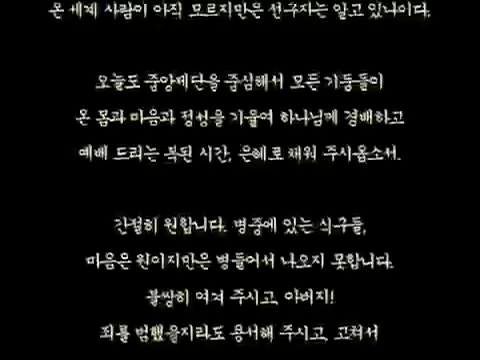 온 세계 사람이 아직 모르지만은 선구자는 알고 있나이다.
오늘도 중앙제단을 중심해서 모든 기둥들이
온 몸과 마음과 정성을 기울여 하나님께 경배하고
예배 드리는 복된 시간, 은혜로 채워 주시옵소서.
간절히 원합니다. 병중에 있는 식구들,
마음은 원이지만은 병들어서 나오지 못합니다.
불쌍히 여겨 주시고, 아버지!
죄를 범했을지라도 용서해 주시고, 고쳐서